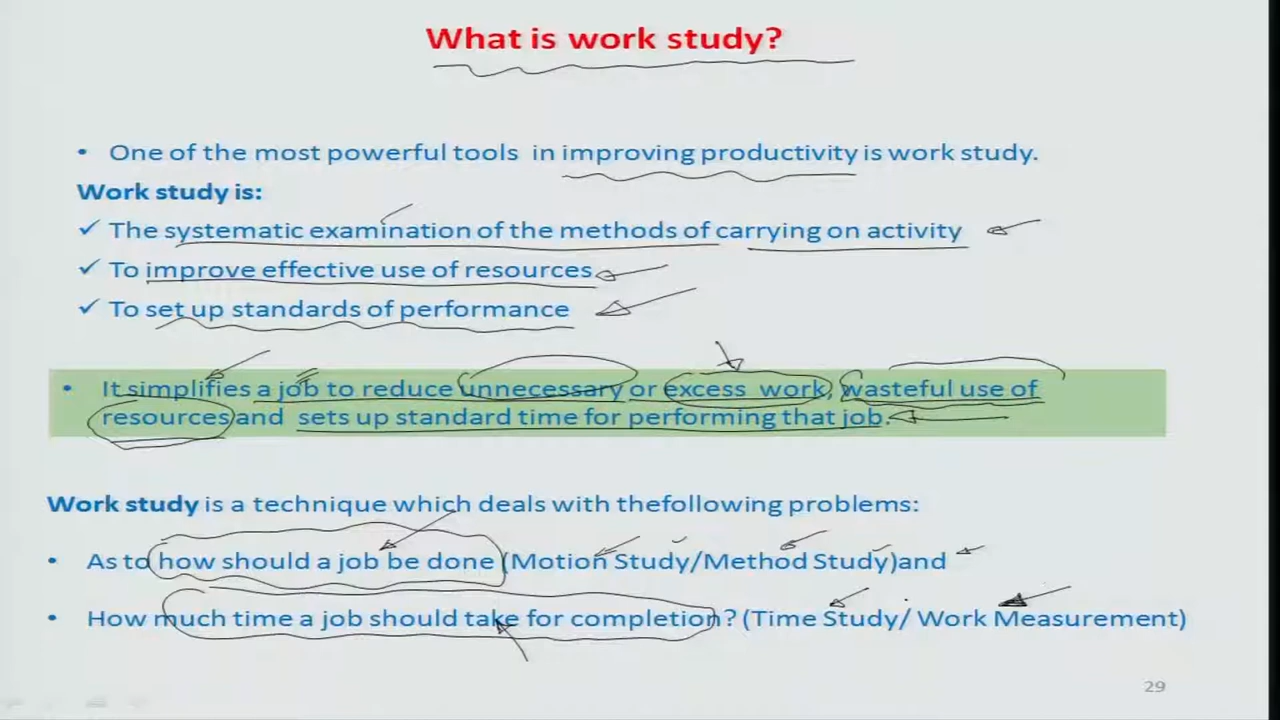 What is work study?
• One of the most powerful tools in improving productivity is work study.
Work study is:
✓ The systematic examination of the methods of carrying on activity
✓ To improve effective use of resources
✓ To set up standards of performance
• It simplifies a job to reduce unnecessary or excess work, wasteful use of
resources and sets up standard time for performing that job.
Work study is a technique which deals with thefollowing problems:
• As to how should a job be done (Motion Study/Method Study)and
• How much time a job should take for completion? (Time Study/ Work Measurement)
29